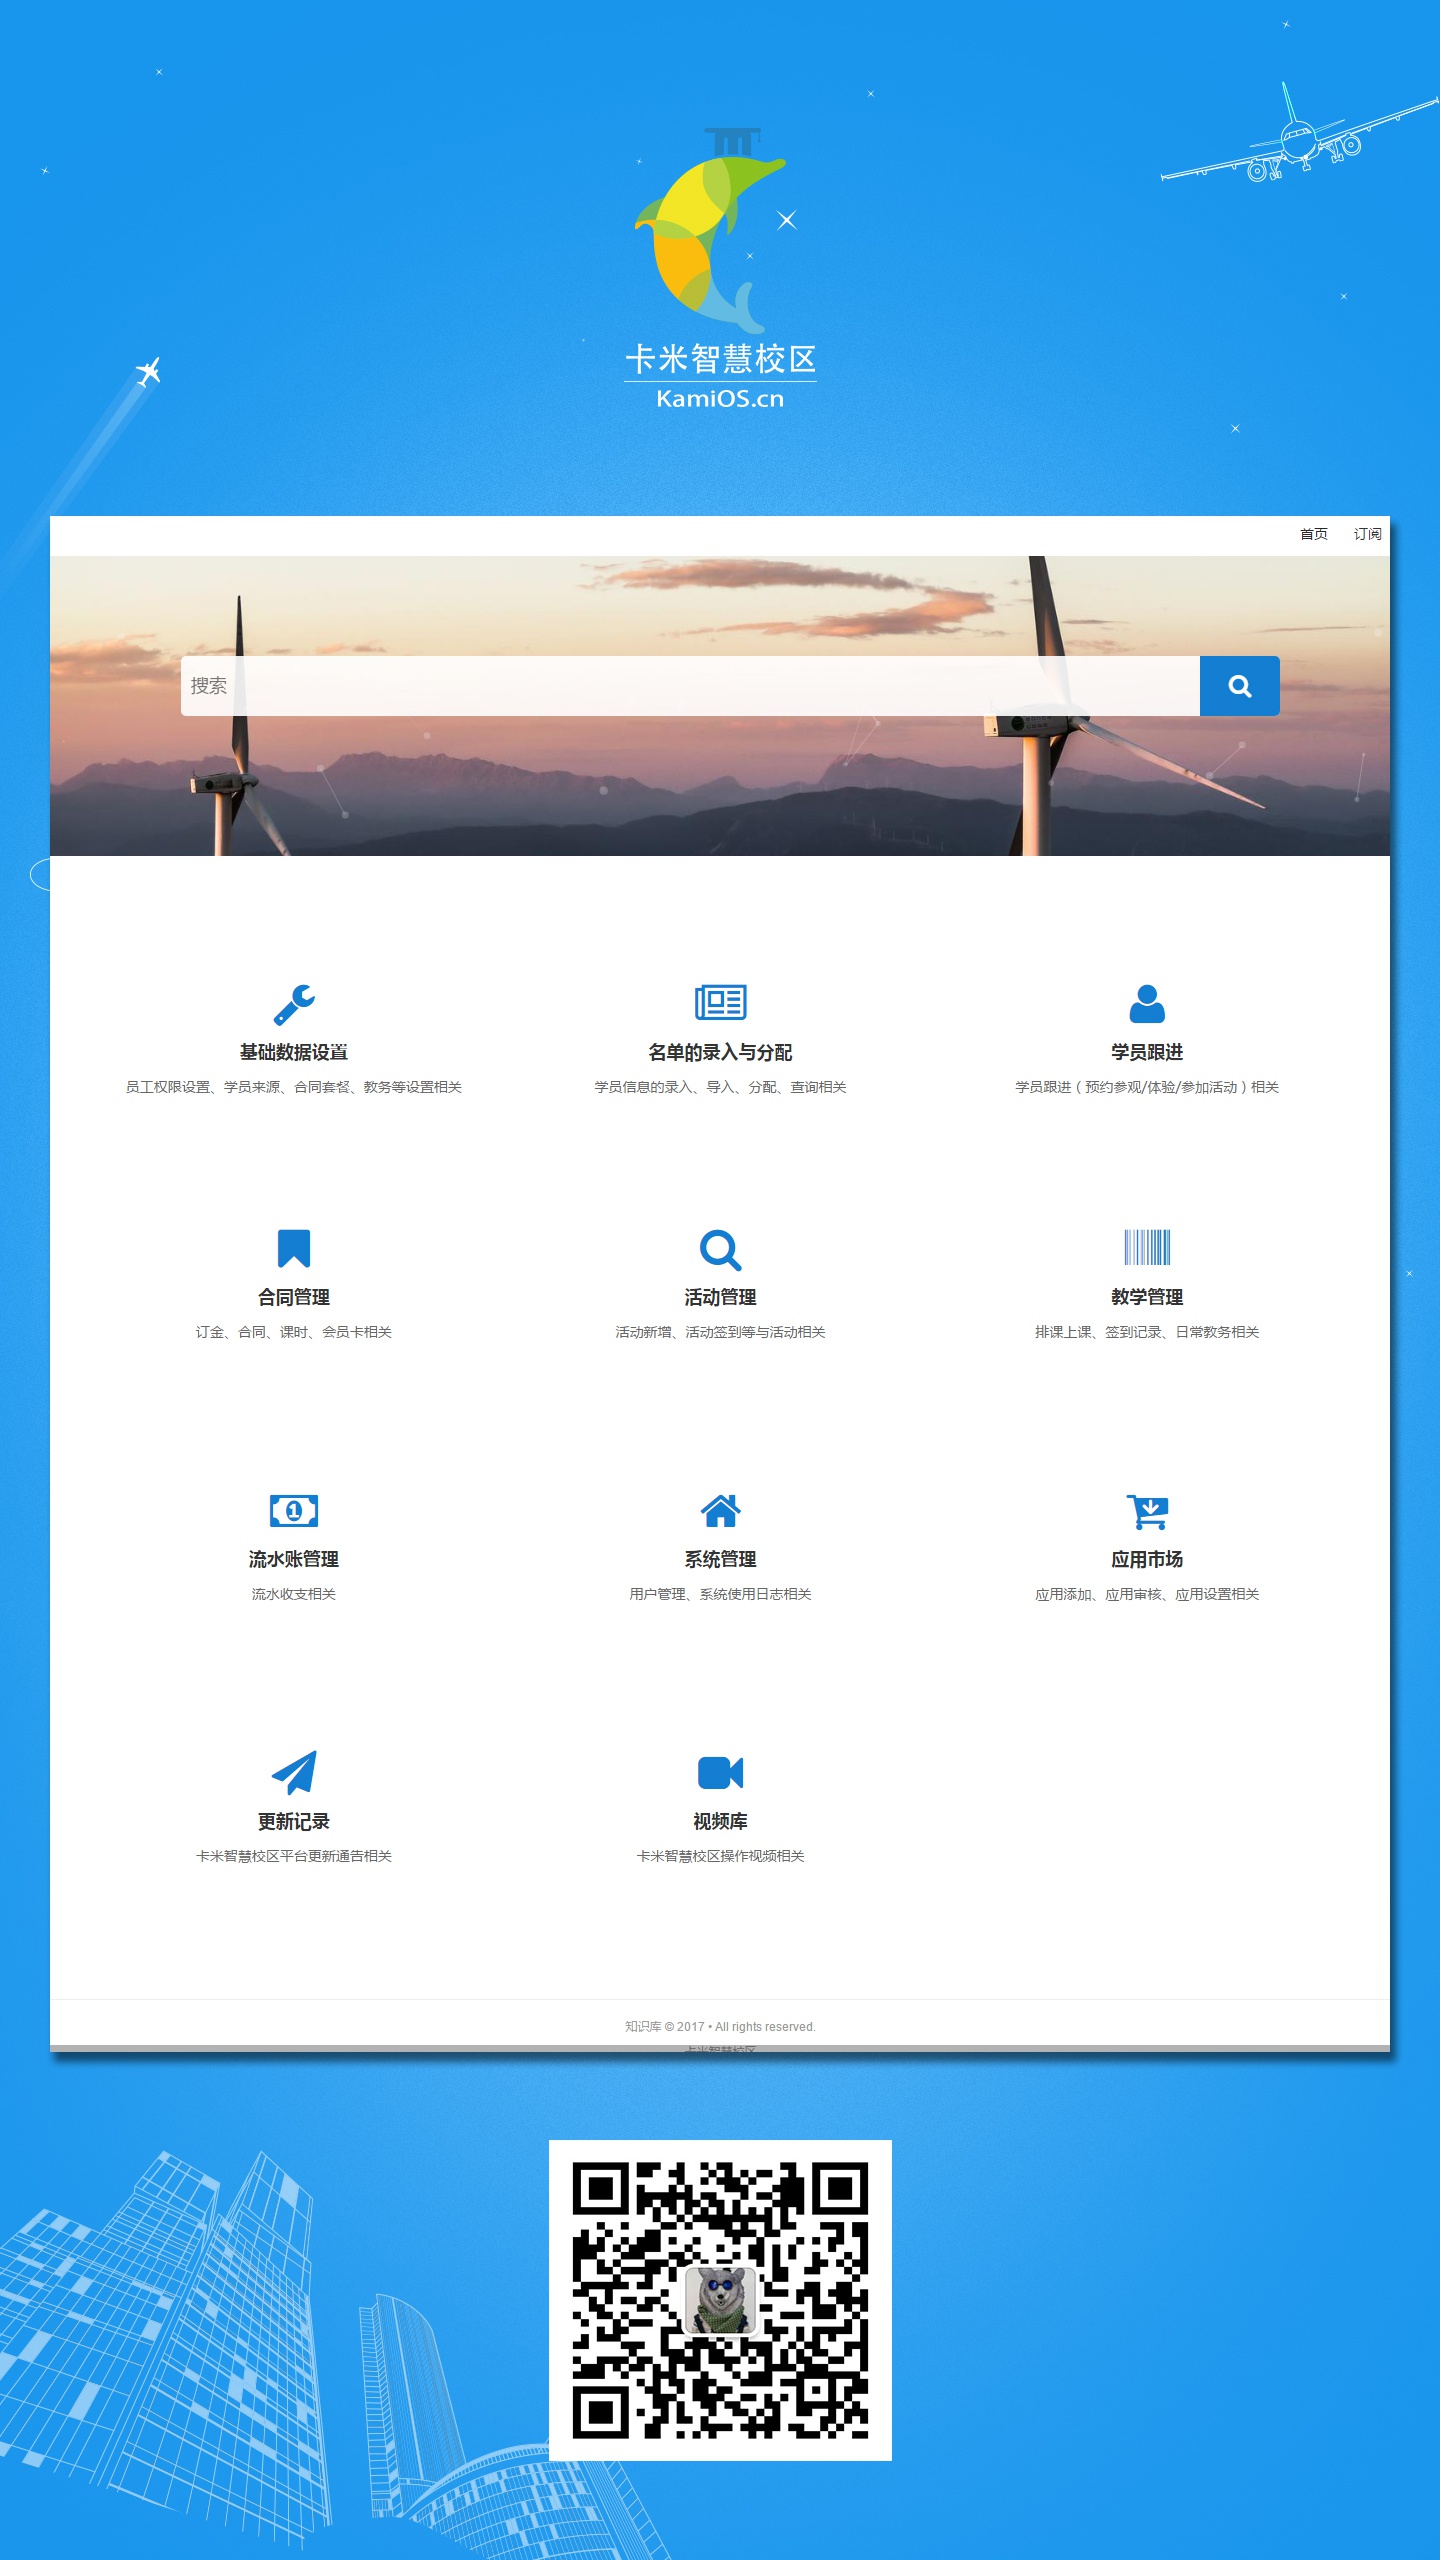 卡米智慧校区
KamiOS.cn
首页 订阅
搜索
基础数据设置
员工权限设置、学员来源、合同套餐、教务等设置相关
名单的录入与分配
学员信息的录入、导入、分配、查询相关
学员跟进
学员跟进（预约参观/体验/参加活动）相关
合同管理
订金、合同、课时、会员卡相关
活动管理
活动新增、活动签到等与活动相关
教学管理
排课上课、签到记录、日常教务相关
流水账管理
流水收支相关
系统管理
用户管理、系统使用日志相关
应用市场
应用添加、应用审核、应用设置相关
更新记录
卡米智慧校区平台更新通告相关
视频库
卡米智慧校区操作视频相关
知识库 © 2017 • All rights reserved.
卡米智慧校区